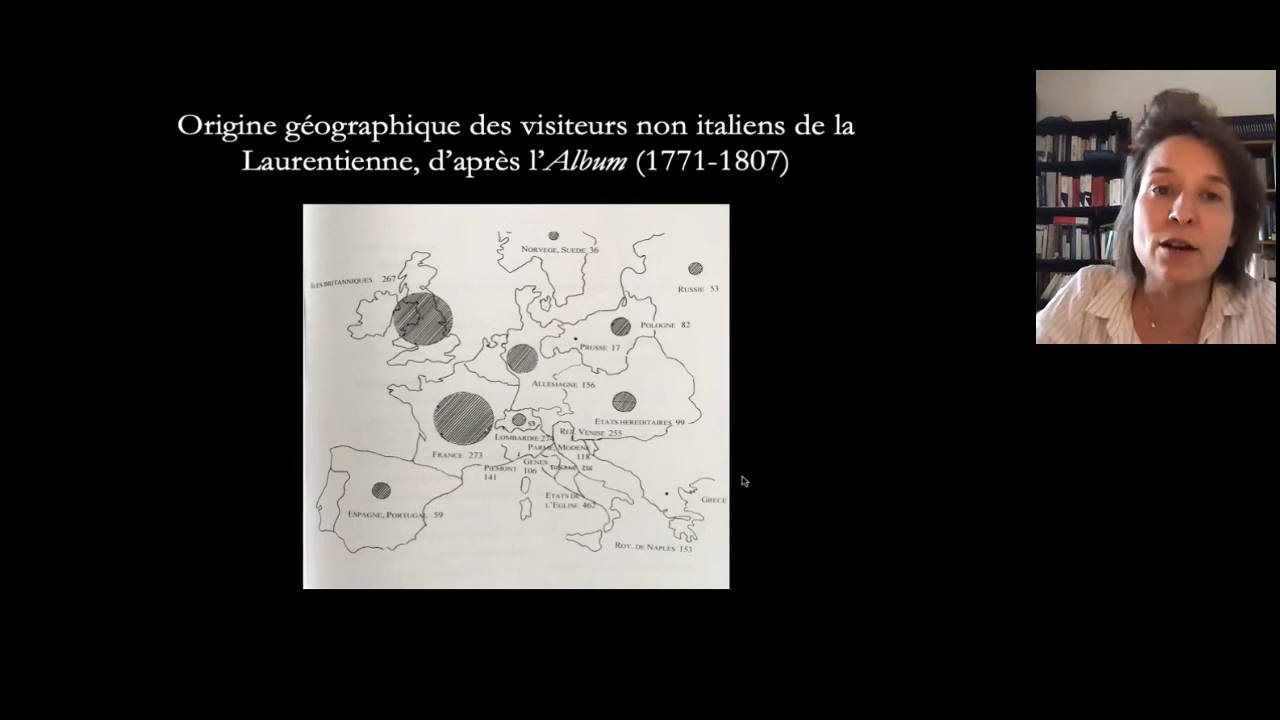 Origine géographique des visiteurs non italiens de la
Laurentienne, d'après l'Album (1771-1807)
NORVEGE, SUEDE 36
ILES BRITANNIQUES 267
RUSSIE 53
POLOGNE 82
PRUSSE 17
ALLEMAGNE 156
ETATS HEREDITAIRES 99
53
REP. VENISE 255
LOMBARDIE
PARME, MODENE
118
FRANCE 273
GENES
106
PIEMONT
141
ETATS DE
L'EGLISE 462
ESPAGNE, PORTUGAL 59
GRECE
ROY. DE NAPLES 153